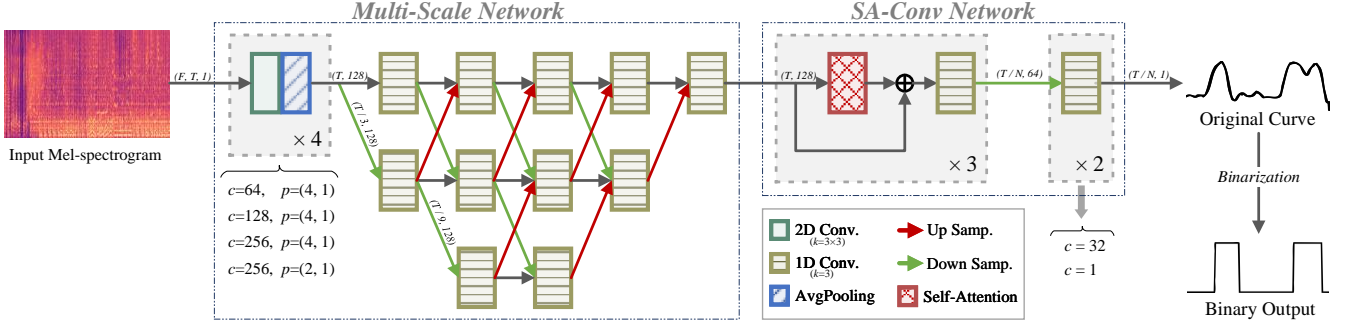 Multi-Scale Network
SA-Conv Network
Input Mel-spectrogram
(F, T, 1)
× 4
c=64, p=(4, 1)
c=128, p=(4, 1)
c=256, p=(4, 1)
c=256, p=(2, 1)
(T, 128)
(T / 3, 128)
(T / 9, 128)
(T, 128)
× 3
(T / N, 64)
× 2
c = 32
c = 1
(T / N, 1)
Original Curve
Binarization
Binary Output
2D Conv.
(k=3×3)
1D Conv.
(k=3)
AvgPooling
Up Samp.
Down Samp.
Self-Attention